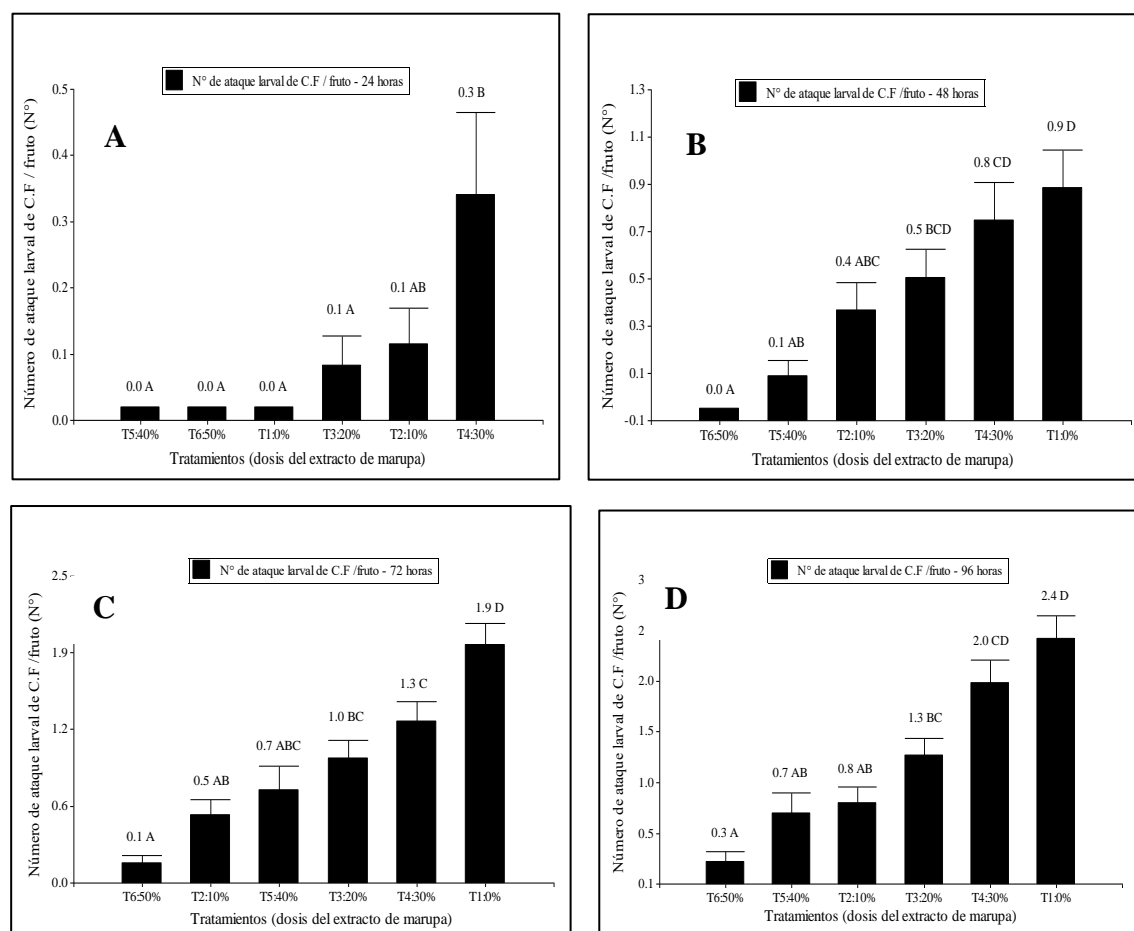 N° de ataque larval de C.F / fruto - 24 horas
A
Número de ataque larval de C.F / fruto (N°)
0.5
0.4
0.3
0.2
0.1
0.0
0.0 A
0.0 A
0.0 A
0.1 A
0.1 AB
0.3 B
T5:40%
T6:50%
T1:0%
T3:20%
T2:10%
T4:30%
Tratamientos (dosis del extracto de marupa)
N° de ataque larval de C.F /fruto - 48 horas
B
Número de ataque larval de C.F /fruto (N°)
1.3
1.1
0.9
0.7
0.5
0.3
0.1
-0.1
0.0 A
0.1 AB
0.4 ABC
0.5 BCD
0.8 CD
0.9 D
T6:50%
T5:40%
T2:10%
T3:20%
T4:30%
T1:0%
Tratamientos (dosis del extracto de marupa)
N° de ataque larval de C.F /fruto - 72 horas
C
Número de ataque larval de C.F /fruto (N°)
2.5
1.9
1.2
0.6
0.0
0.1 A
0.5 AB
0.7 ABC
1.0 BC
1.3 C
1.9 D
T6:50%
T2:10%
T5:40%
T3:20%
T4:30%
T1:0%
Tratamientos (dosis del extracto de marupa)
N° de ataque larval de C.F /fruto - 96 horas
D
Número de ataque larval de C.F /fruto (N°)
3
2
2.0
1.5
1.0
0.5
0.1
0.3 A
0.7 AB
0.8 AB
1.3 BC
2.0 CD
2.4 D
T6:50%
T5:40%
T2:10%
T3:20%
T4:30%
T1:0%
Tratamientos (dosis del extracto de marupa)